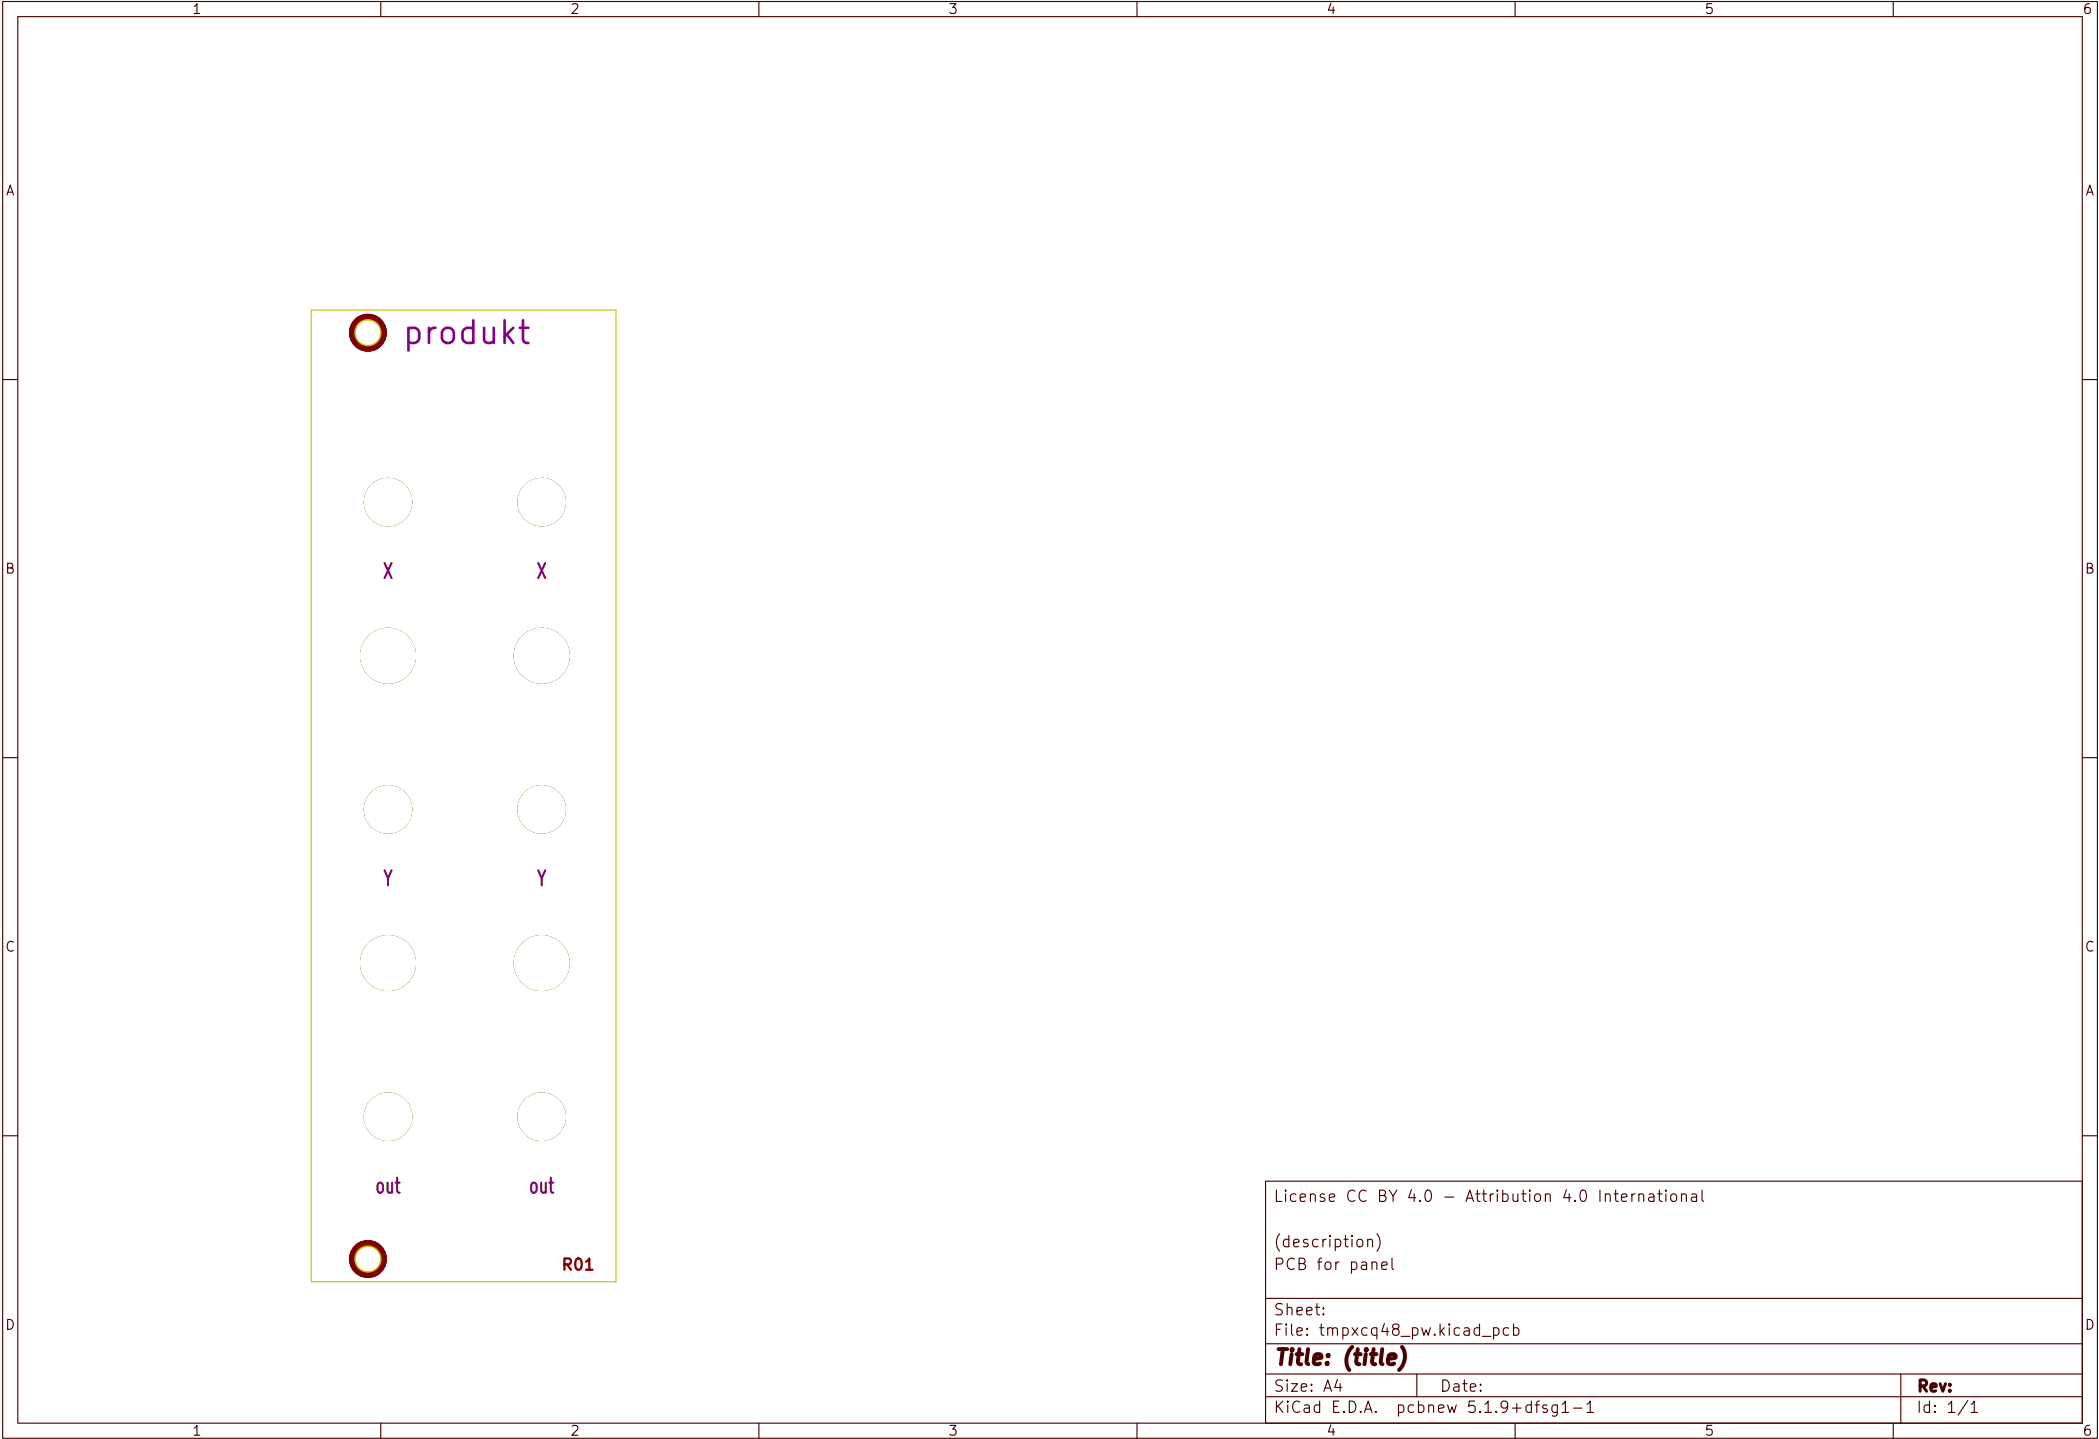 1 2 3 4 5 6
A A
produkt
X X
B B
Y Y
C C
out out
License CC BY 4.0 – Attribution 4.0 International
(description)
PCB for panel
R01
Sheet:
File: tmpxcq48_pw.kicad_pcb
D D
Title: (title)
Size: A4 Date: Rev:
KiCad E.D.A. pcbnew 5.1.9+dfsg1-1 Id: 1/1
1 2 3 4 5 6